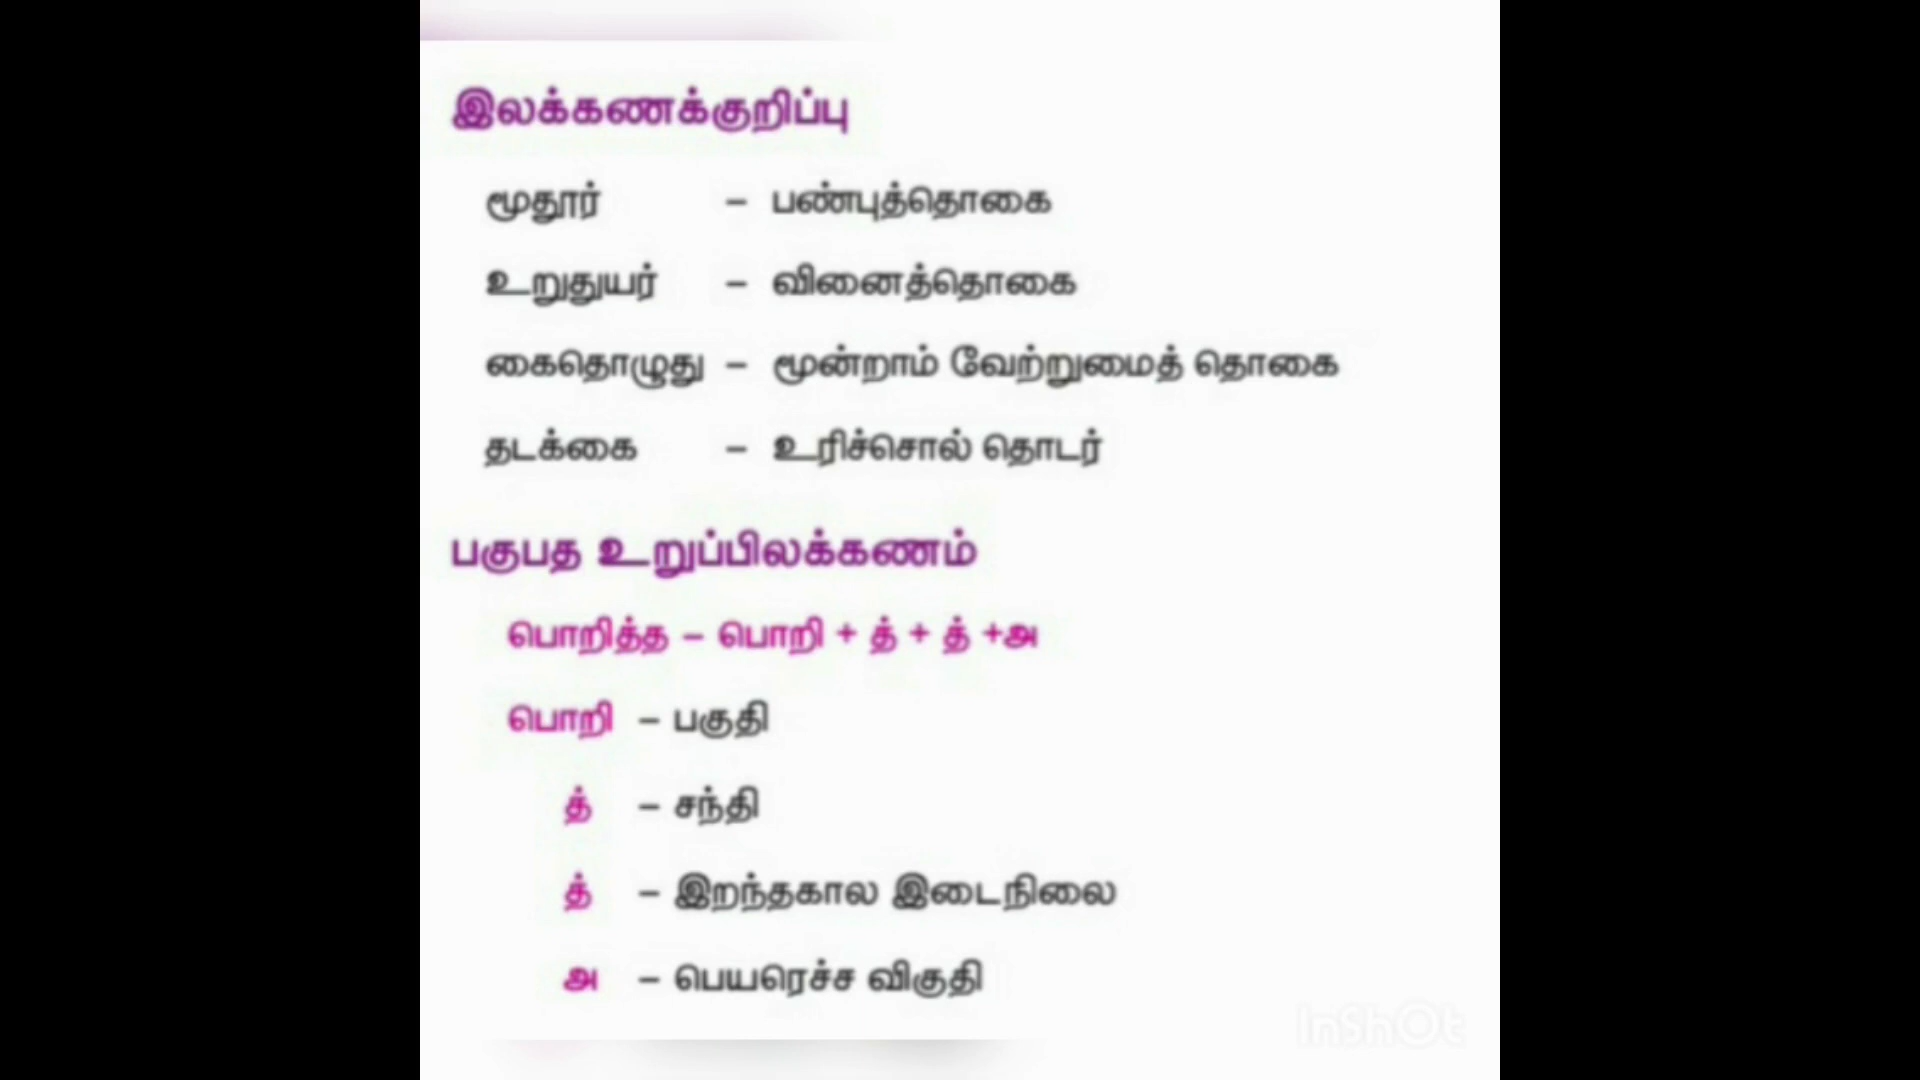 இலக்கணக்குறிப்பு
மூதூர் – பண்புத்தொகை
உறுதுயர் – வினைத்தொகை
கைதொழுது – மூன்றாம் வேற்றுமைத் தொகை
தடக்கை – உரிச்சொல் தொடர்
பகுபத உறுப்பிலக்கணம்
பொறித்த – பொறி + த் + த் +அ
பொறி – பகுதி
த் – சந்தி
த் – இறந்தகால இடைநிலை
அ – பெயரெச்ச விகுதி
InShOt